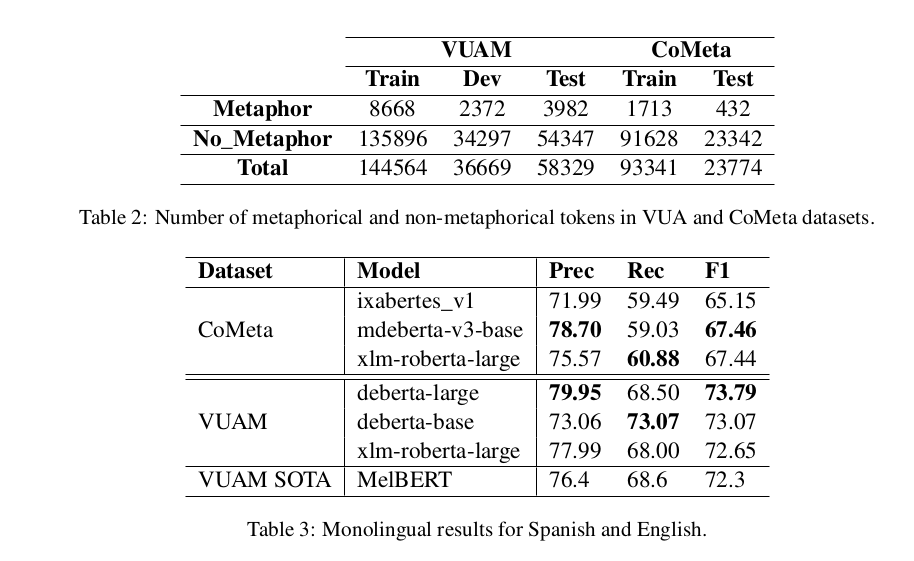 VUAM CoMeta
Train Dev Test Train Test
Metaphor 8668 2372 3982 1713 432
No_Metaphor 135896 34297 54347 91628 23342
Total 144564 36669 58329 93341 23774
Table 2: Number of metaphorical and non-metaphorical tokens in VUA and CoMeta datasets.
Dataset Model Prec Rec F1
ixabertes_v1 71.99 59.49 65.15
CoMeta mdeberta-v3-base 78.70 59.03 67.46
xlm-roberta-large 75.57 60.88 67.44
deberta-large 79.95 68.50 73.79
VUAM deberta-base 73.06 73.07 73.07
xlm-roberta-large 77.99 68.00 72.65
VUAM SOTA MelBERT 76.4 68.6 72.3
Table 3: Monolingual results for Spanish and English.